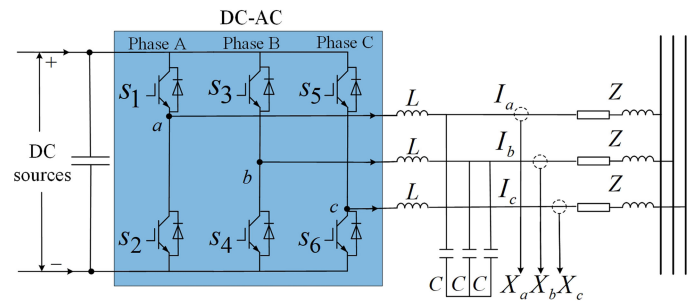 DC-AC
Phase A Phase B Phase C
+
S1 S3 S5
L Ia Z
a
DC
sources
L Ib Z
b
L Ic Z
c
S2 S4 S6
−
C C C Xa Xb Xc